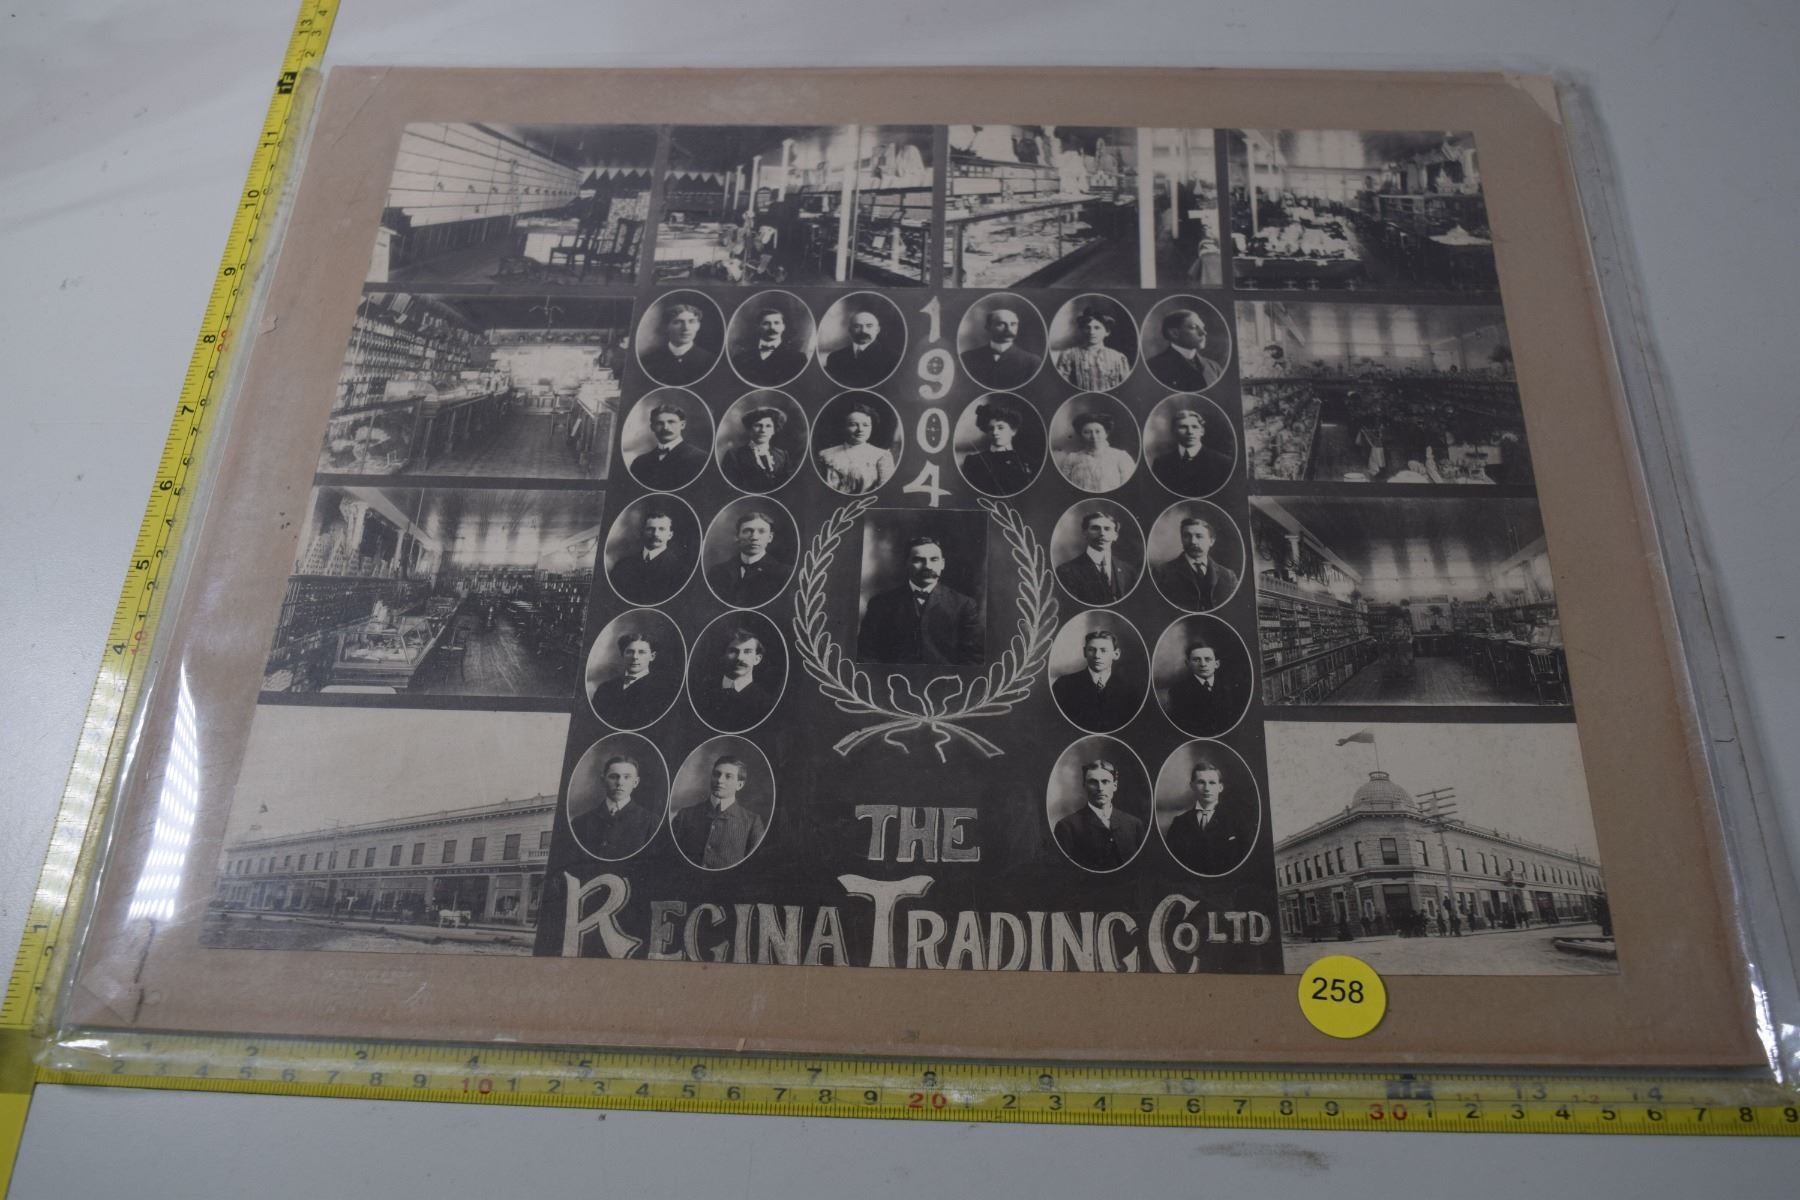 1904
THE
REGINA TRADING CO LTD
258